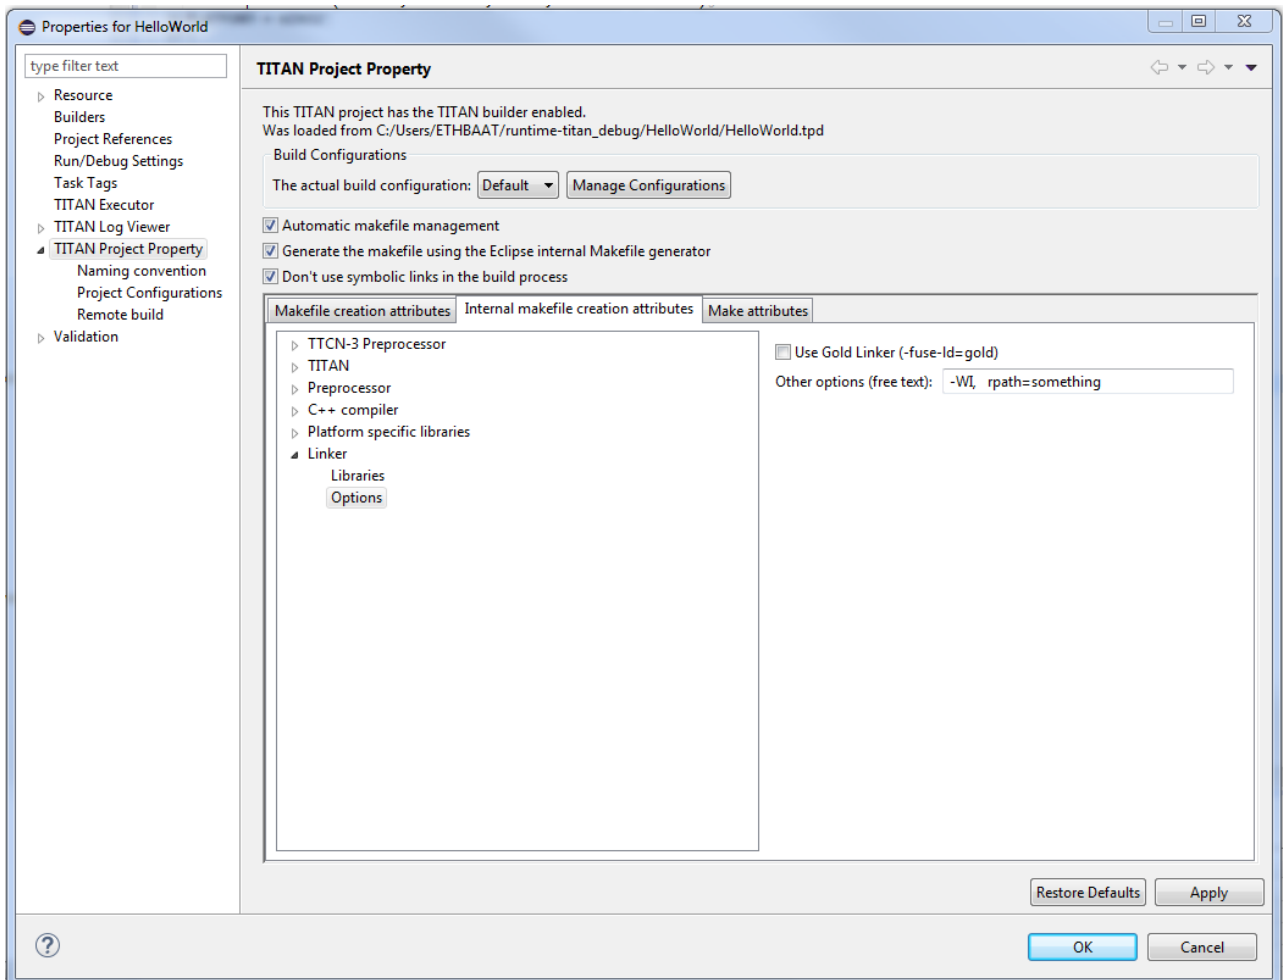 Properties for HelloWorld
type filter text
Resource
Builders
Project References
Run/Debug Settings
Task Tags
TITAN Executor
TITAN Log Viewer
TITAN Project Property
Naming convention
Project Configurations
Remote build
Validation
TITAN Project Property
This TITAN project has the TITAN builder enabled.
Was loaded from C:/Users/ETHBAAT/runtime-titan_debug/HelloWorld/HelloWorld.tpd
Build Configurations
The actual build configuration: Default Manage Configurations
Automatic makefile management
Generate the makefile using the Eclipse internal Makefile generator
Don't use symbolic links in the build process
Makefile creation attributes Internal makefile creation attributes Make attributes
TTCN-3 Preprocessor
TITAN
Preprocessor
C++ compiler
Platform specific libraries
Linker
Libraries
Options
Use Gold Linker (-fuse-ld=gold)
Other options (free text): -Wl, rpath=something
Restore Defaults Apply
OK Cancel